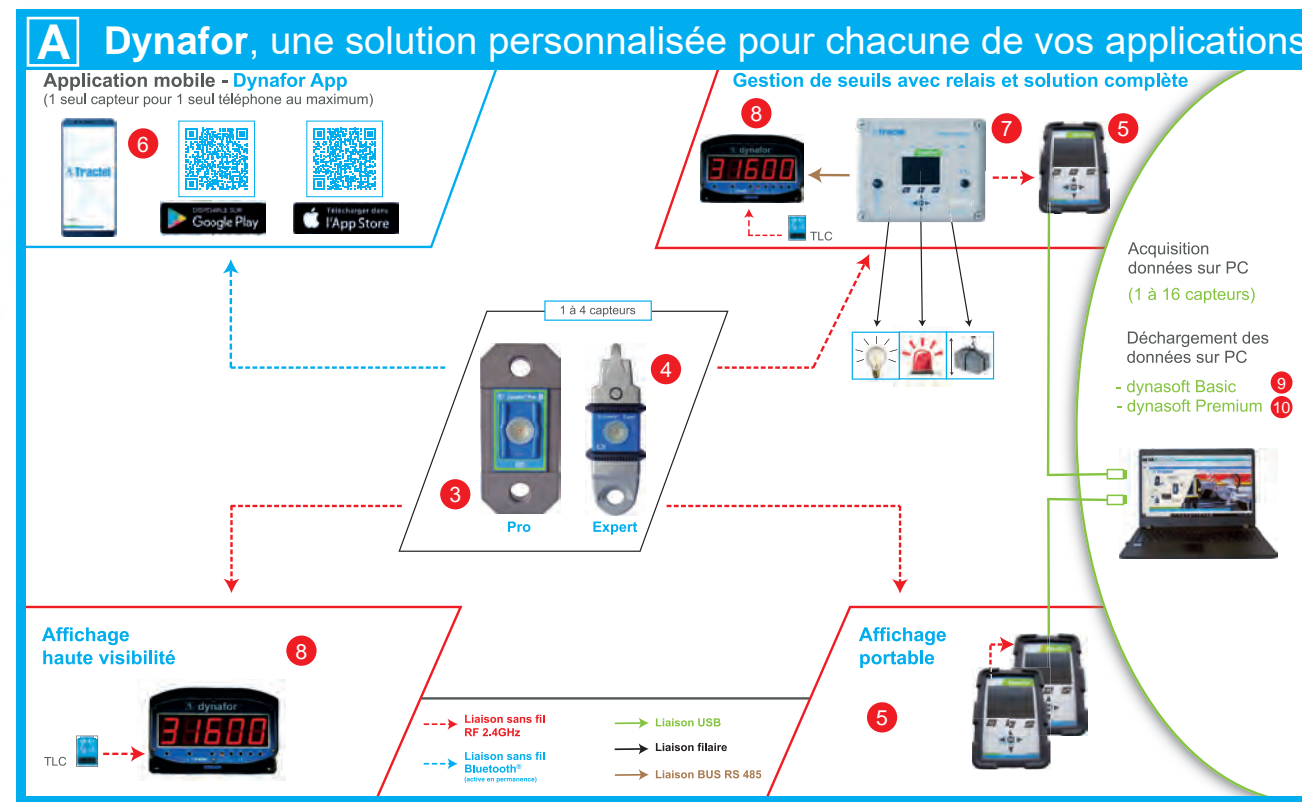 A Dynafor, une solution personnalisée pour chacune de vos applications
Application mobile - Dynafor App
(1 seul capteur pour 1 seul téléphone au maximum)
6
Tractel
DISPONIBLE SUR
Google Play
Télécharger dans
l'App Store
Gestion de seuils avec relais et solution complète
8
7
5
dynafor
31600
Tractel
TLC
Acquisition
données sur PC
(1 à 16 capteurs)
Déchargement des
données sur PC
- dynasoft Basic 9
- dynasoft Premium 10
1 à 4 capteurs
4
3
Pro
Expert
Affichage
haute visibilité
8
dynafor
31600
TLC
Affichage
portable
5
Liaison sans fil
RF 2.4GHz
Liaison sans fil
Bluetooth®
(active en permanence)
Liaison USB
Liaison filaire
Liaison BUS RS 485